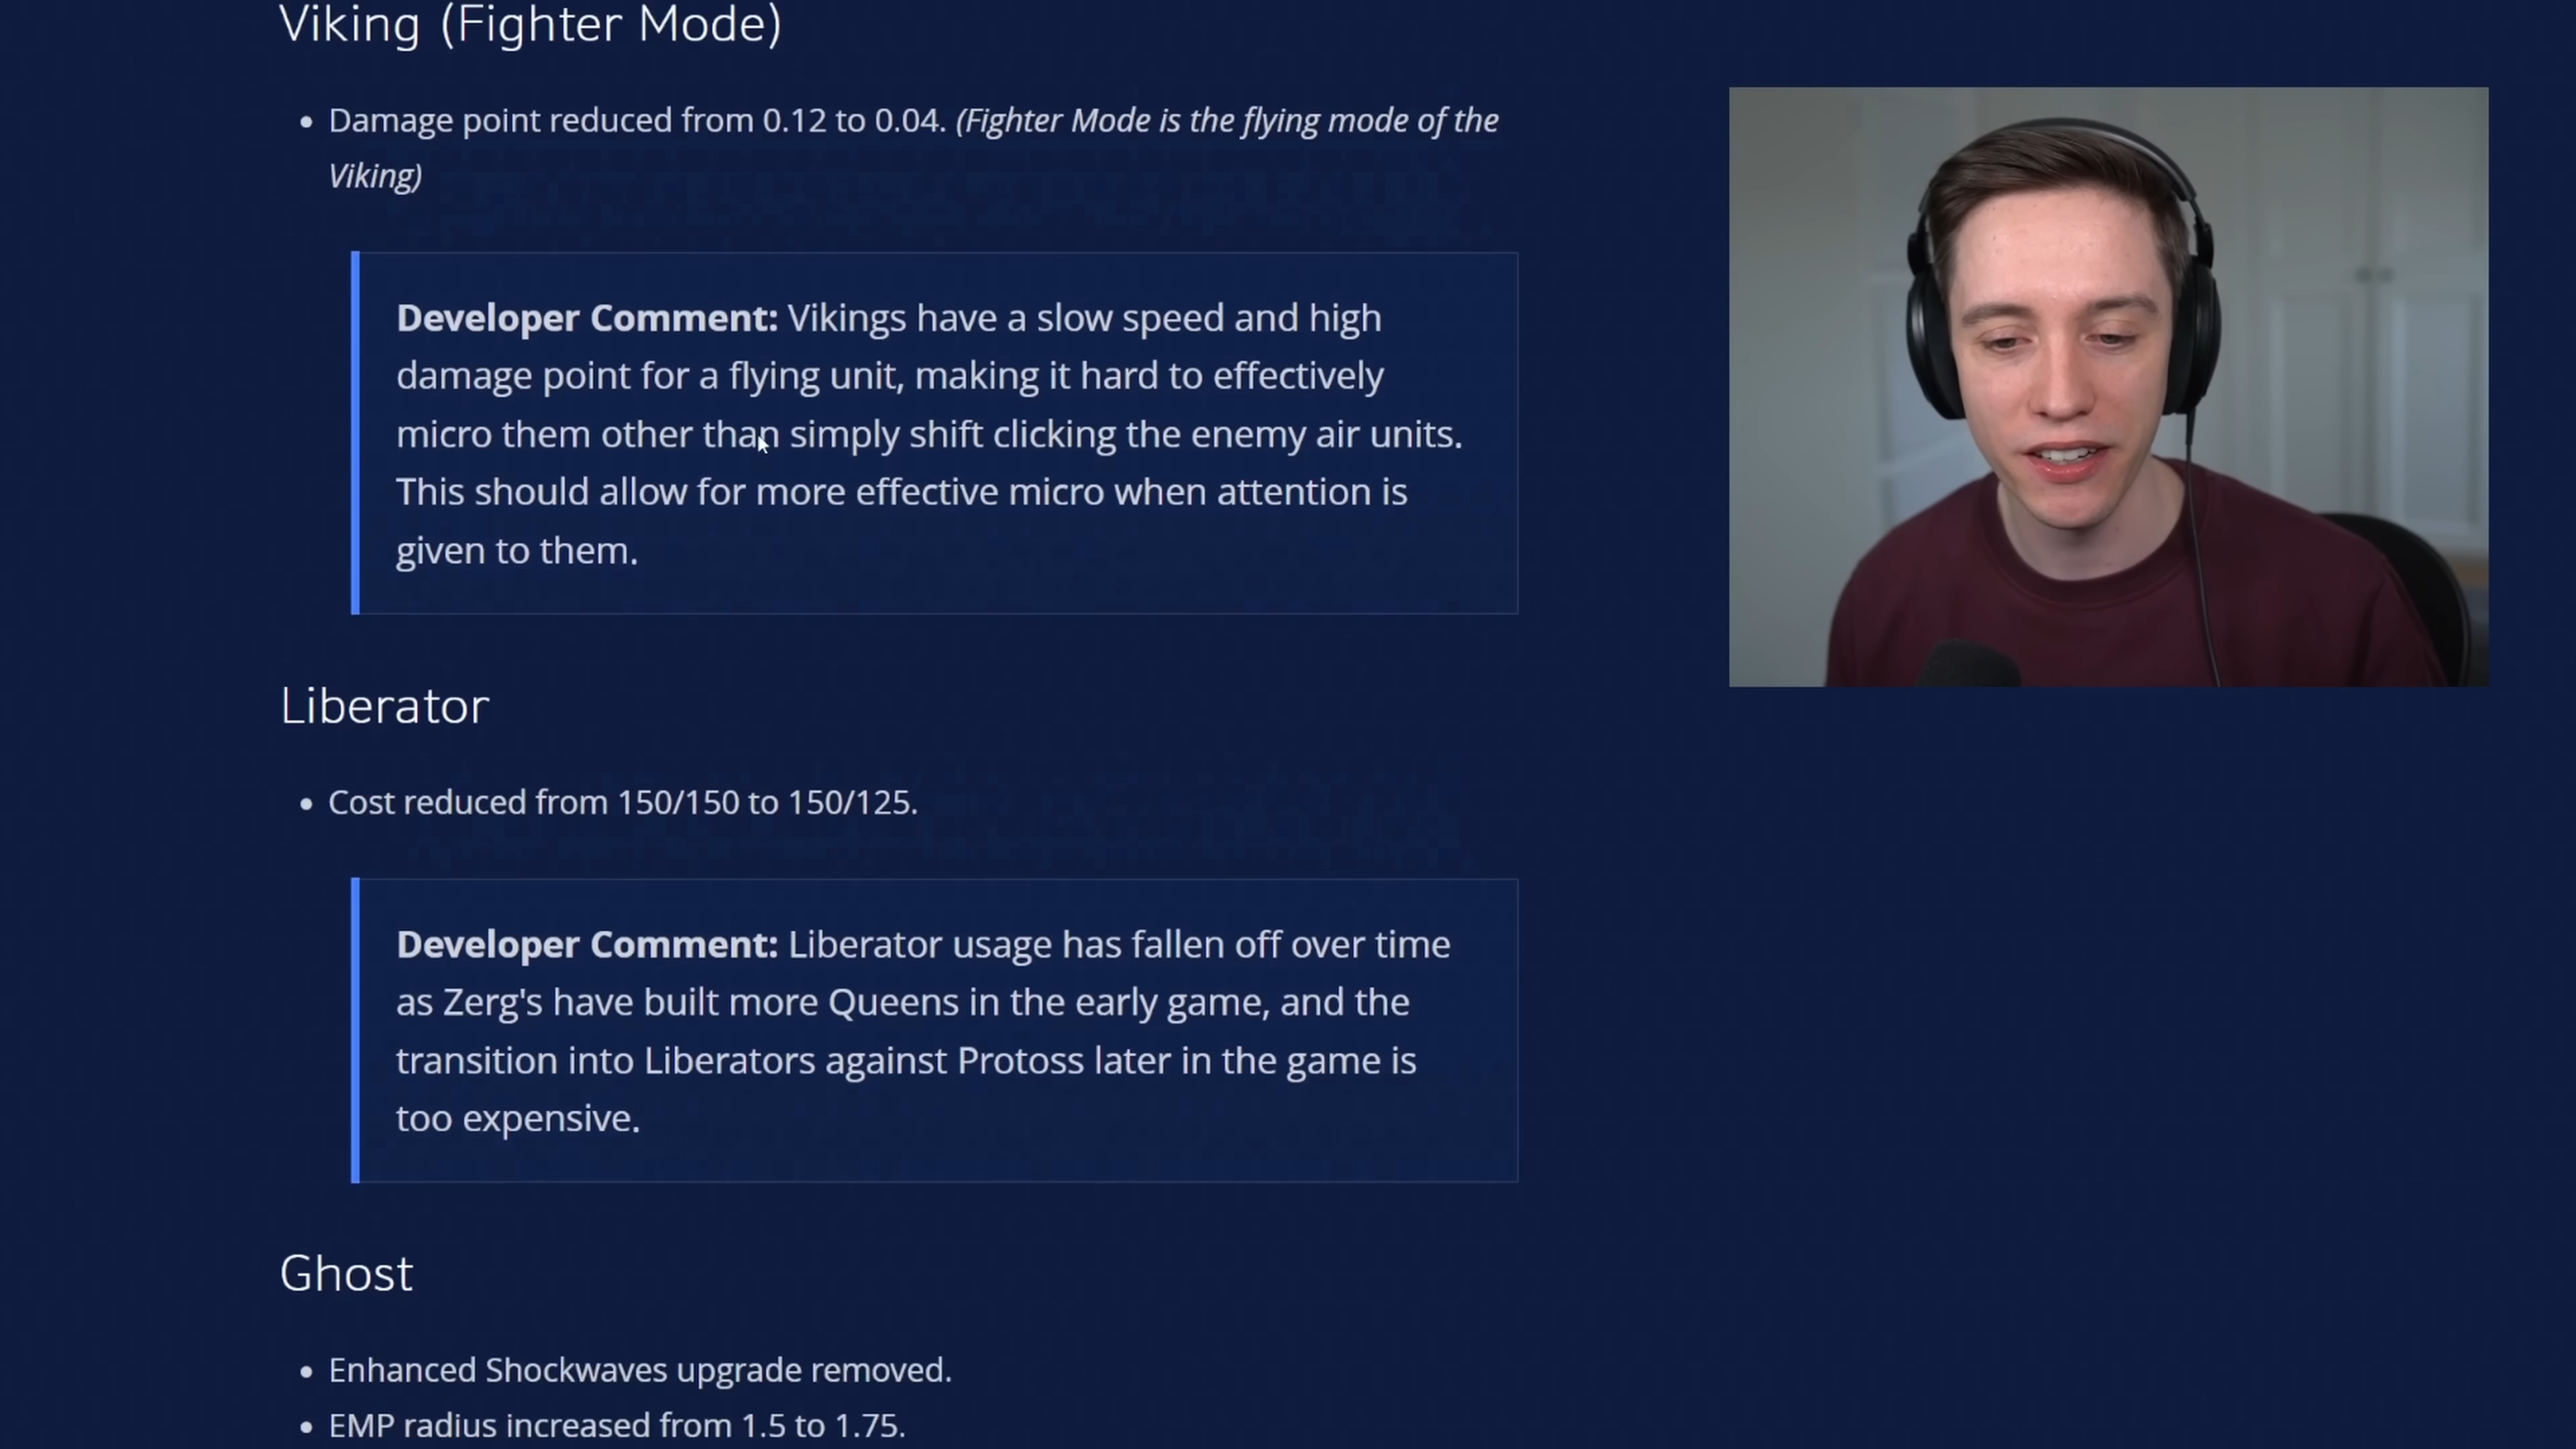 Viking (Fighter Mode)
Damage point reduced from 0.12 to 0.04. (Fighter Mode is the flying mode of the
Viking)
Developer Comment: Vikings have a slow speed and high
damage point for a flying unit, making it hard to effectively
micro them other than simply shift clicking the enemy air units.
This should allow for more effective micro when attention is
given to them.
Liberator
Cost reduced from 150/150 to 150/125.
Developer Comment: Liberator usage has fallen off over time
as Zerg's have built more Queens in the early game, and the
transition into Liberators against Protoss later in the game is
too expensive.
Ghost
Enhanced Shockwaves upgrade removed.
EMP radius increased from 1.5 to 1.75.